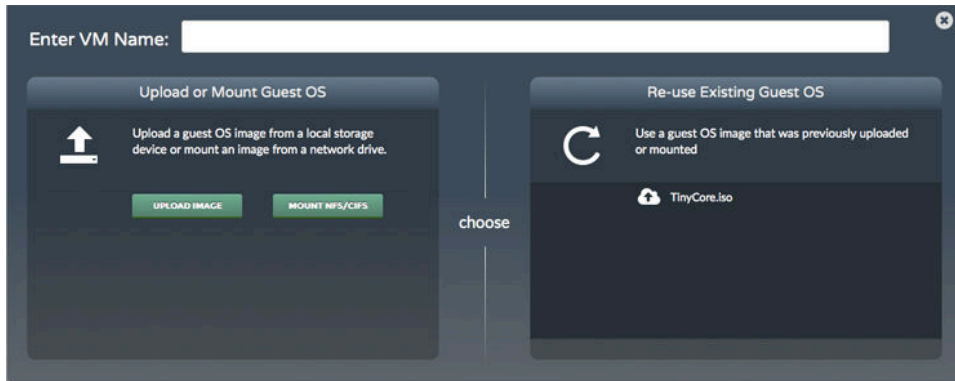 Enter VM Name:
Upload or Mount Guest OS
Upload a guest OS image from a local storage
device or mount an image from a network drive.
UPLOAD IMAGE
MOUNT NFS/CIFS
choose
Re-use Existing Guest OS
Use a guest OS image that was previously uploaded
or mounted
TinyCore.iso